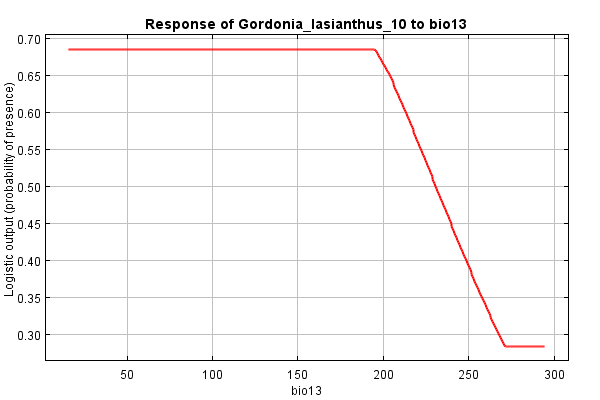 Response of Gordonia_lasianthus_10 to bio13
Logistic output (probability of presence)
0.70
0.65
0.60
0.55
0.50
0.45
0.40
0.35
0.30
50 100 150 200 250 300
bio13